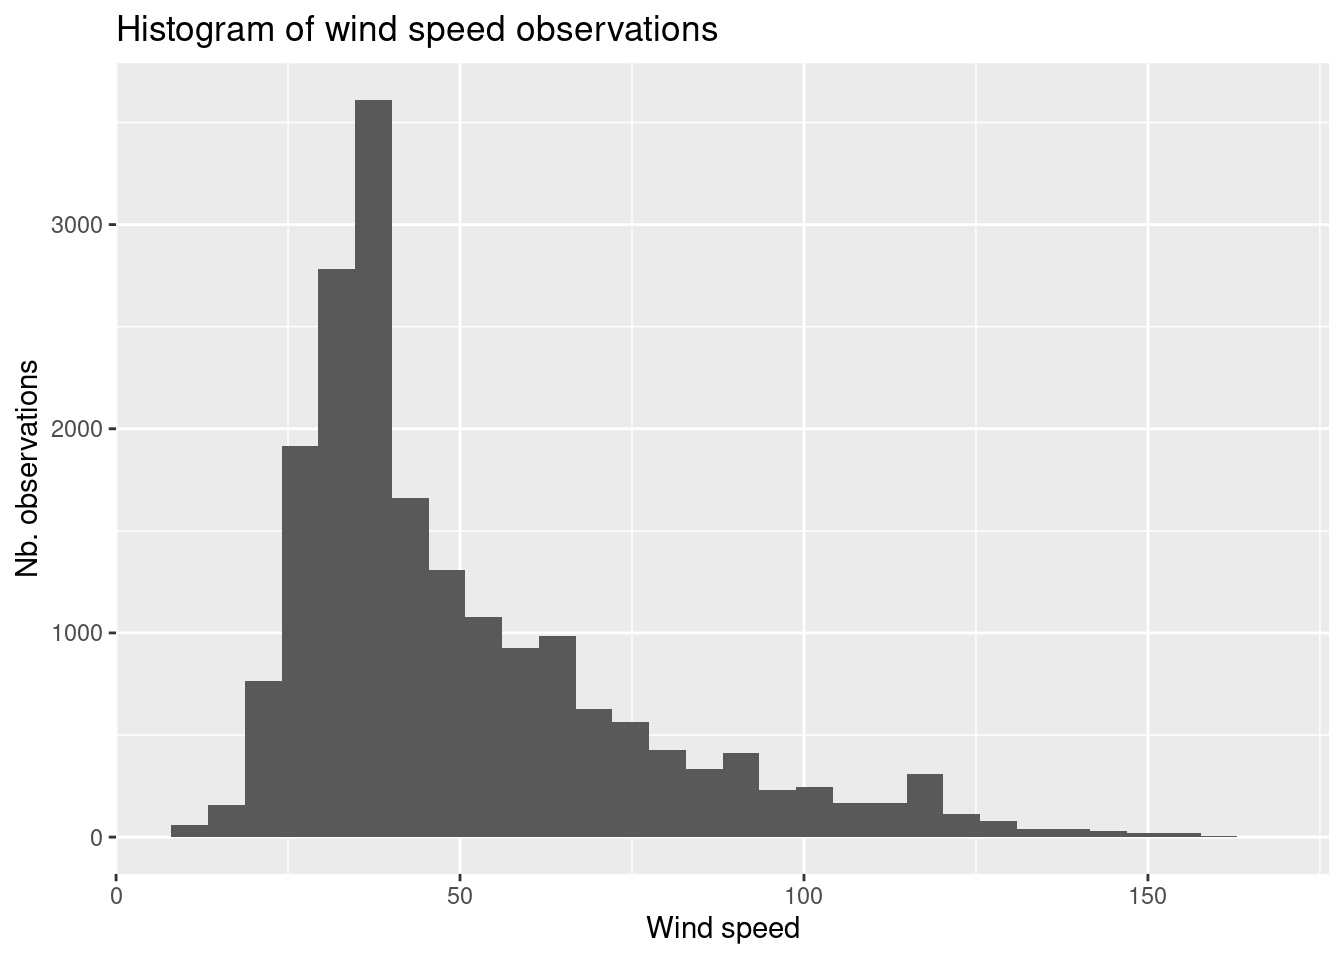 Histogram of wind speed observations
Nb. observations
3000
2000
1000
0
0 50 100 150
Wind speed